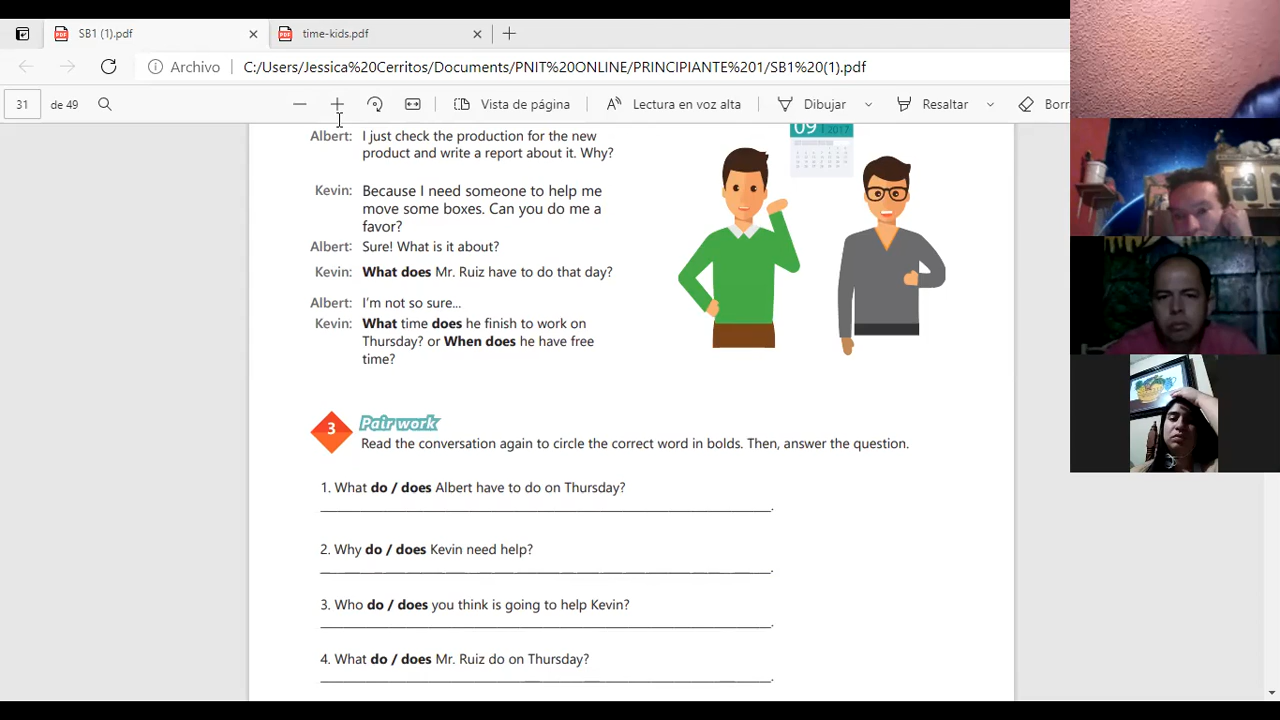 SB1 (1).pdf
time-kids.pdf
Archivo
C:/Users/Jessica%20Cerritos/Documents/PNIT%20ONLINE/PRINCIPIANTE%201/SB1%20(1).pdf
31 de 49
Vista de página
Lectura en voz alta
Dibujar
Resaltar
Borr
09 2017
Albert: I just check the production for the new
product and write a report about it. Why?
Kevin: Because I need someone to help me
move some boxes. Can you do me a
favor?
Albert: Sure! What is it about?
Kevin: What does Mr. Ruiz have to do that day?
Albert: I'm not so sure...
Kevin: What time does he finish to work on
Thursday? or When does he have free
time?
3
Pair work
Read the conversation again to circle the correct word in bolds. Then, answer the question.
1. What do / does Albert have to do on Thursday?
2. Why do / does Kevin need help?
3. Who do / does you think is going to help Kevin?
4. What do / does Mr. Ruiz do on Thursday?